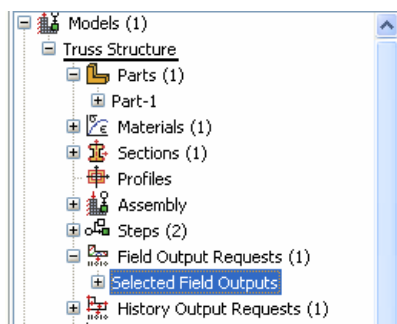 Models (1)
Truss Structure
Parts (1)
Part-1
Materials (1)
Sections (1)
Profiles
Assembly
Steps (2)
Field Output Requests (1)
Selected Field Outputs
History Output Requests (1)